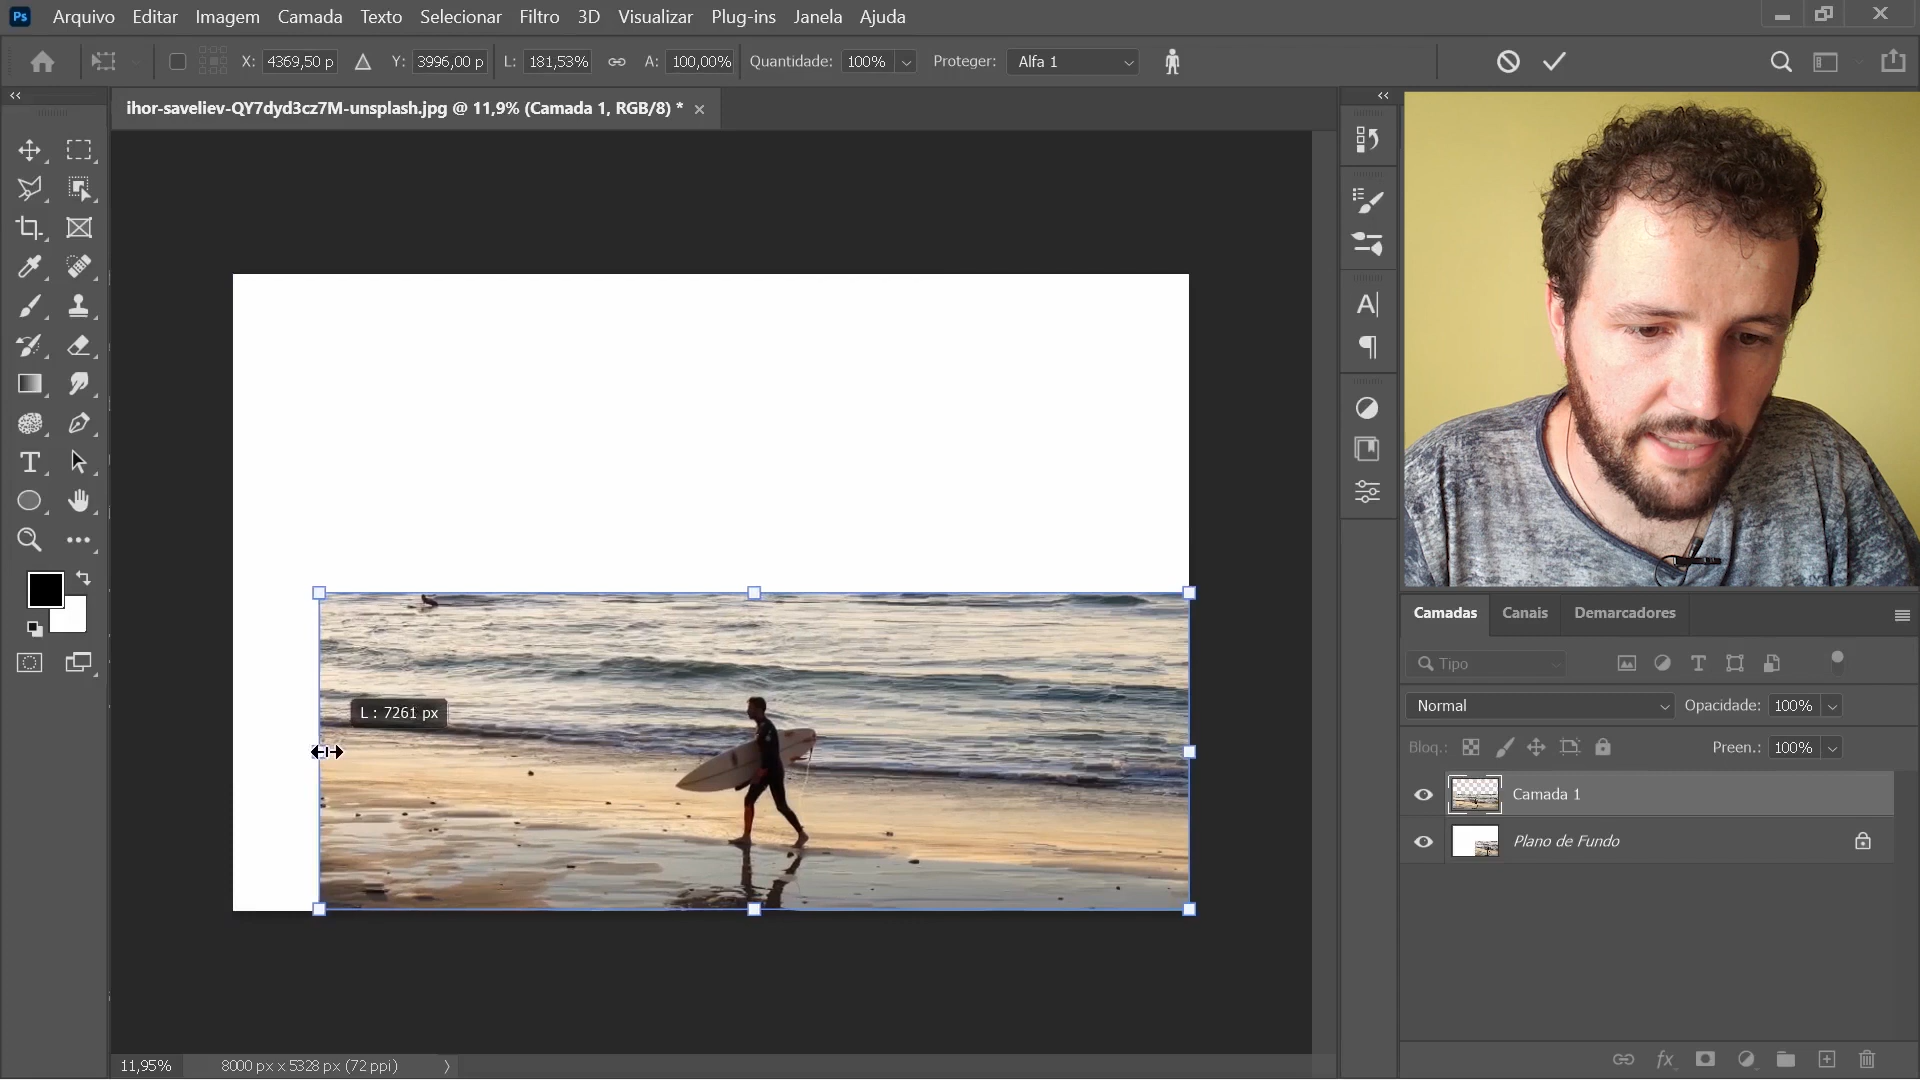 Ps Arquivo Editar Imagem Camada Texto Selecionar Filtro 3D Visualizar Plug-ins Janela Ajuda
X: 4369,50 p Y: 3996,00 p L: 181,53% A: 100,00% Quantidade: 100% Proteger: Alfa 1
ihor-saveliev-QY7dyd3cz7M-unsplash.jpg @ 11,9% (Camada 1, RGB/8) *
L : 7261 px
11,95% 8000 px x 5328 px (72 ppi)
Camadas Canais Demarcadores
Tipo
Normal Opacidade: 100%
Bloq.: Preen.: 100%
Camada 1
Plano de Fundo